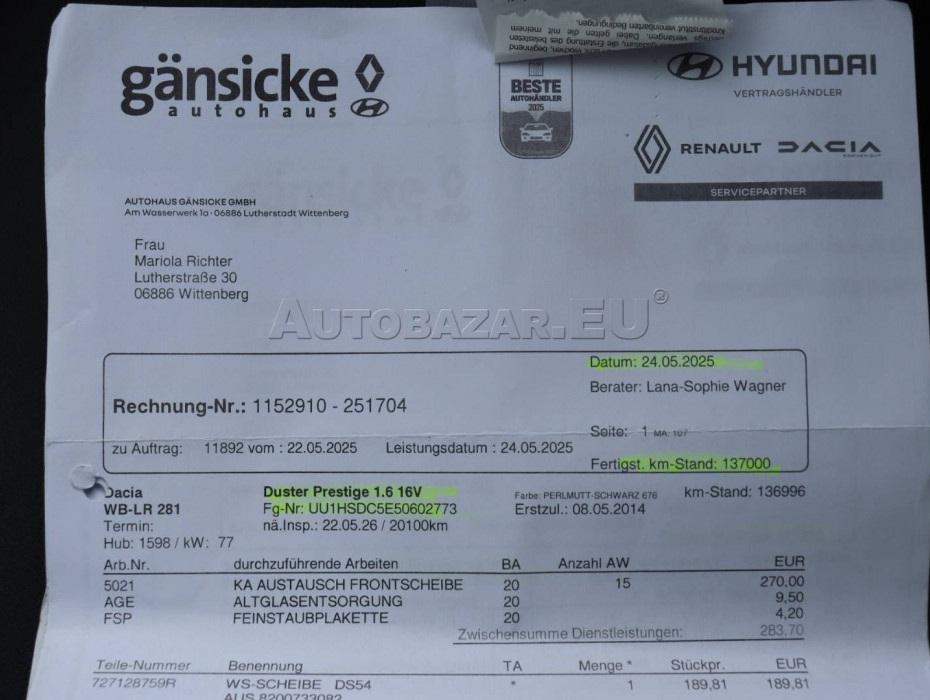 Kreditinstitut vereinbarten Bedingungen.
gänsicke
autohaus
BESTE
AUTOHÄNDLER
2025
HYUNDAI
VERTRAGSHÄNDLER
RENAULT DACIA
SERVICEPARTNER
AUTOHAUS GÄNSICKE GMBH
Am Wasserwerk 1a · 06886 Lutherstadt Wittenberg
Frau
Mariola Richter
Lutherstraße 30
06886 Wittenberg
AUTOBAZAR.EU®
Datum: 24.05.2025
Berater: Lana-Sophie Wagner
Rechnung-Nr.: 1152910 - 251704
Seite: 1 MA: 107
zu Auftrag: 11892 vom : 22.05.2025 Leistungsdatum : 24.05.2025
Fertigst. km-Stand: 137000
Dacia Duster Prestige 1.6 16V Farbe: PERLMUTT-SCHWARZ 676 km-Stand: 136996
WB-LR 281 Fg-Nr: UU1HSDC5E50602773 Erstzul.: 08.05.2014
Termin: nä.Insp.: 22.05.26 / 20100km
Hub: 1598 / kW: 77
Arb.Nr. durchzuführende Arbeiten BA Anzahl AW EUR
5021 KA AUSTAUSCH FRONTSCHEIBE 20 15 270,00
AGE ALTGLASENTSORGUNG 20 9,50
FSP FEINSTAUBPLAKETTE 20 4,20
Zwischensumme Dienstleistungen: 283,70
Teile-Nummer Benennung TA Menge * Stückpr. EUR
727128759R WS-SCHEIBE DS54 * 1 189,81 189,81
AUS 8200733082